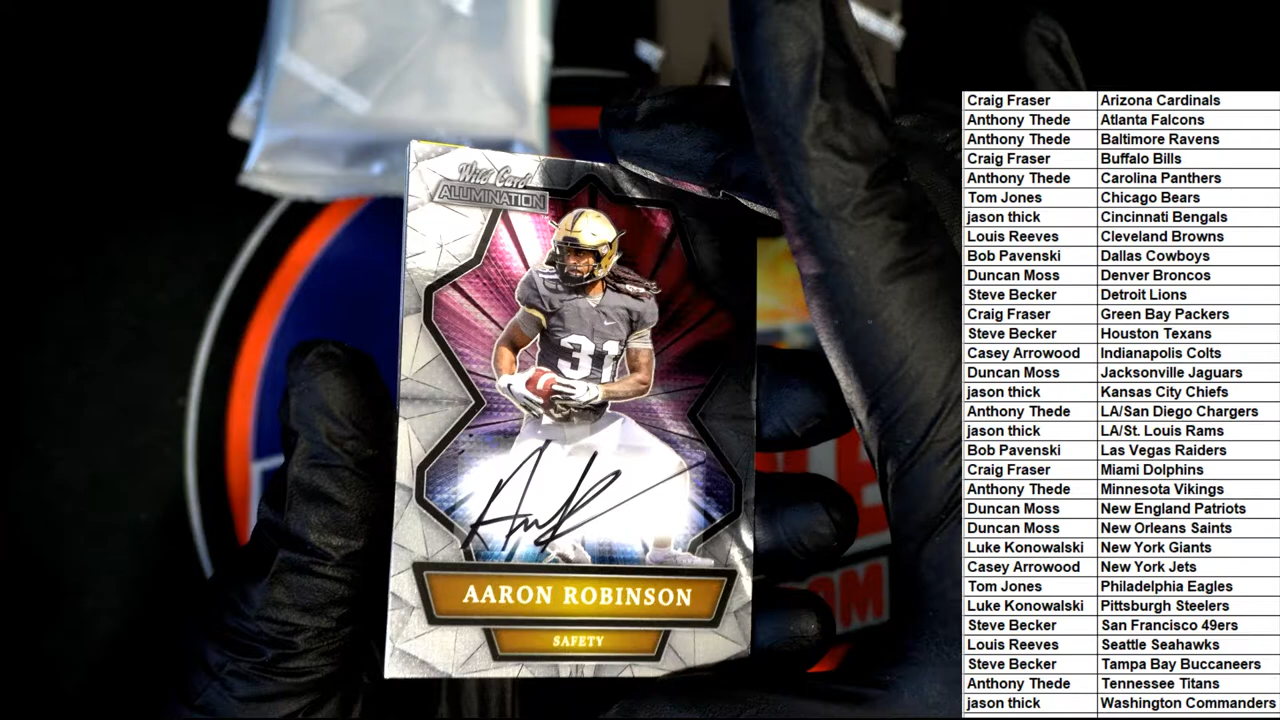 Wild Card
ALUMINATION
31
AARON ROBINSON
SAFETY
Craig Fraser Arizona Cardinals
Anthony Thede Atlanta Falcons
Anthony Thede Baltimore Ravens
Craig Fraser Buffalo Bills
Anthony Thede Carolina Panthers
Tom Jones Chicago Bears
jason thick Cincinnati Bengals
Louis Reeves Cleveland Browns
Bob Pavenski Dallas Cowboys
Duncan Moss Denver Broncos
Steve Becker Detroit Lions
Craig Fraser Green Bay Packers
Steve Becker Houston Texans
Casey Arrowood Indianapolis Colts
Duncan Moss Jacksonville Jaguars
jason thick Kansas City Chiefs
Anthony Thede LA/San Diego Chargers
jason thick LA/St. Louis Rams
Bob Pavenski Las Vegas Raiders
Craig Fraser Miami Dolphins
Anthony Thede Minnesota Vikings
Duncan Moss New England Patriots
Duncan Moss New Orleans Saints
Luke Konowalski New York Giants
Casey Arrowood New York Jets
Tom Jones Philadelphia Eagles
Luke Konowalski Pittsburgh Steelers
Steve Becker San Francisco 49ers
Louis Reeves Seattle Seahawks
Steve Becker Tampa Bay Buccaneers
Anthony Thede Tennessee Titans
jason thick Washington Commanders